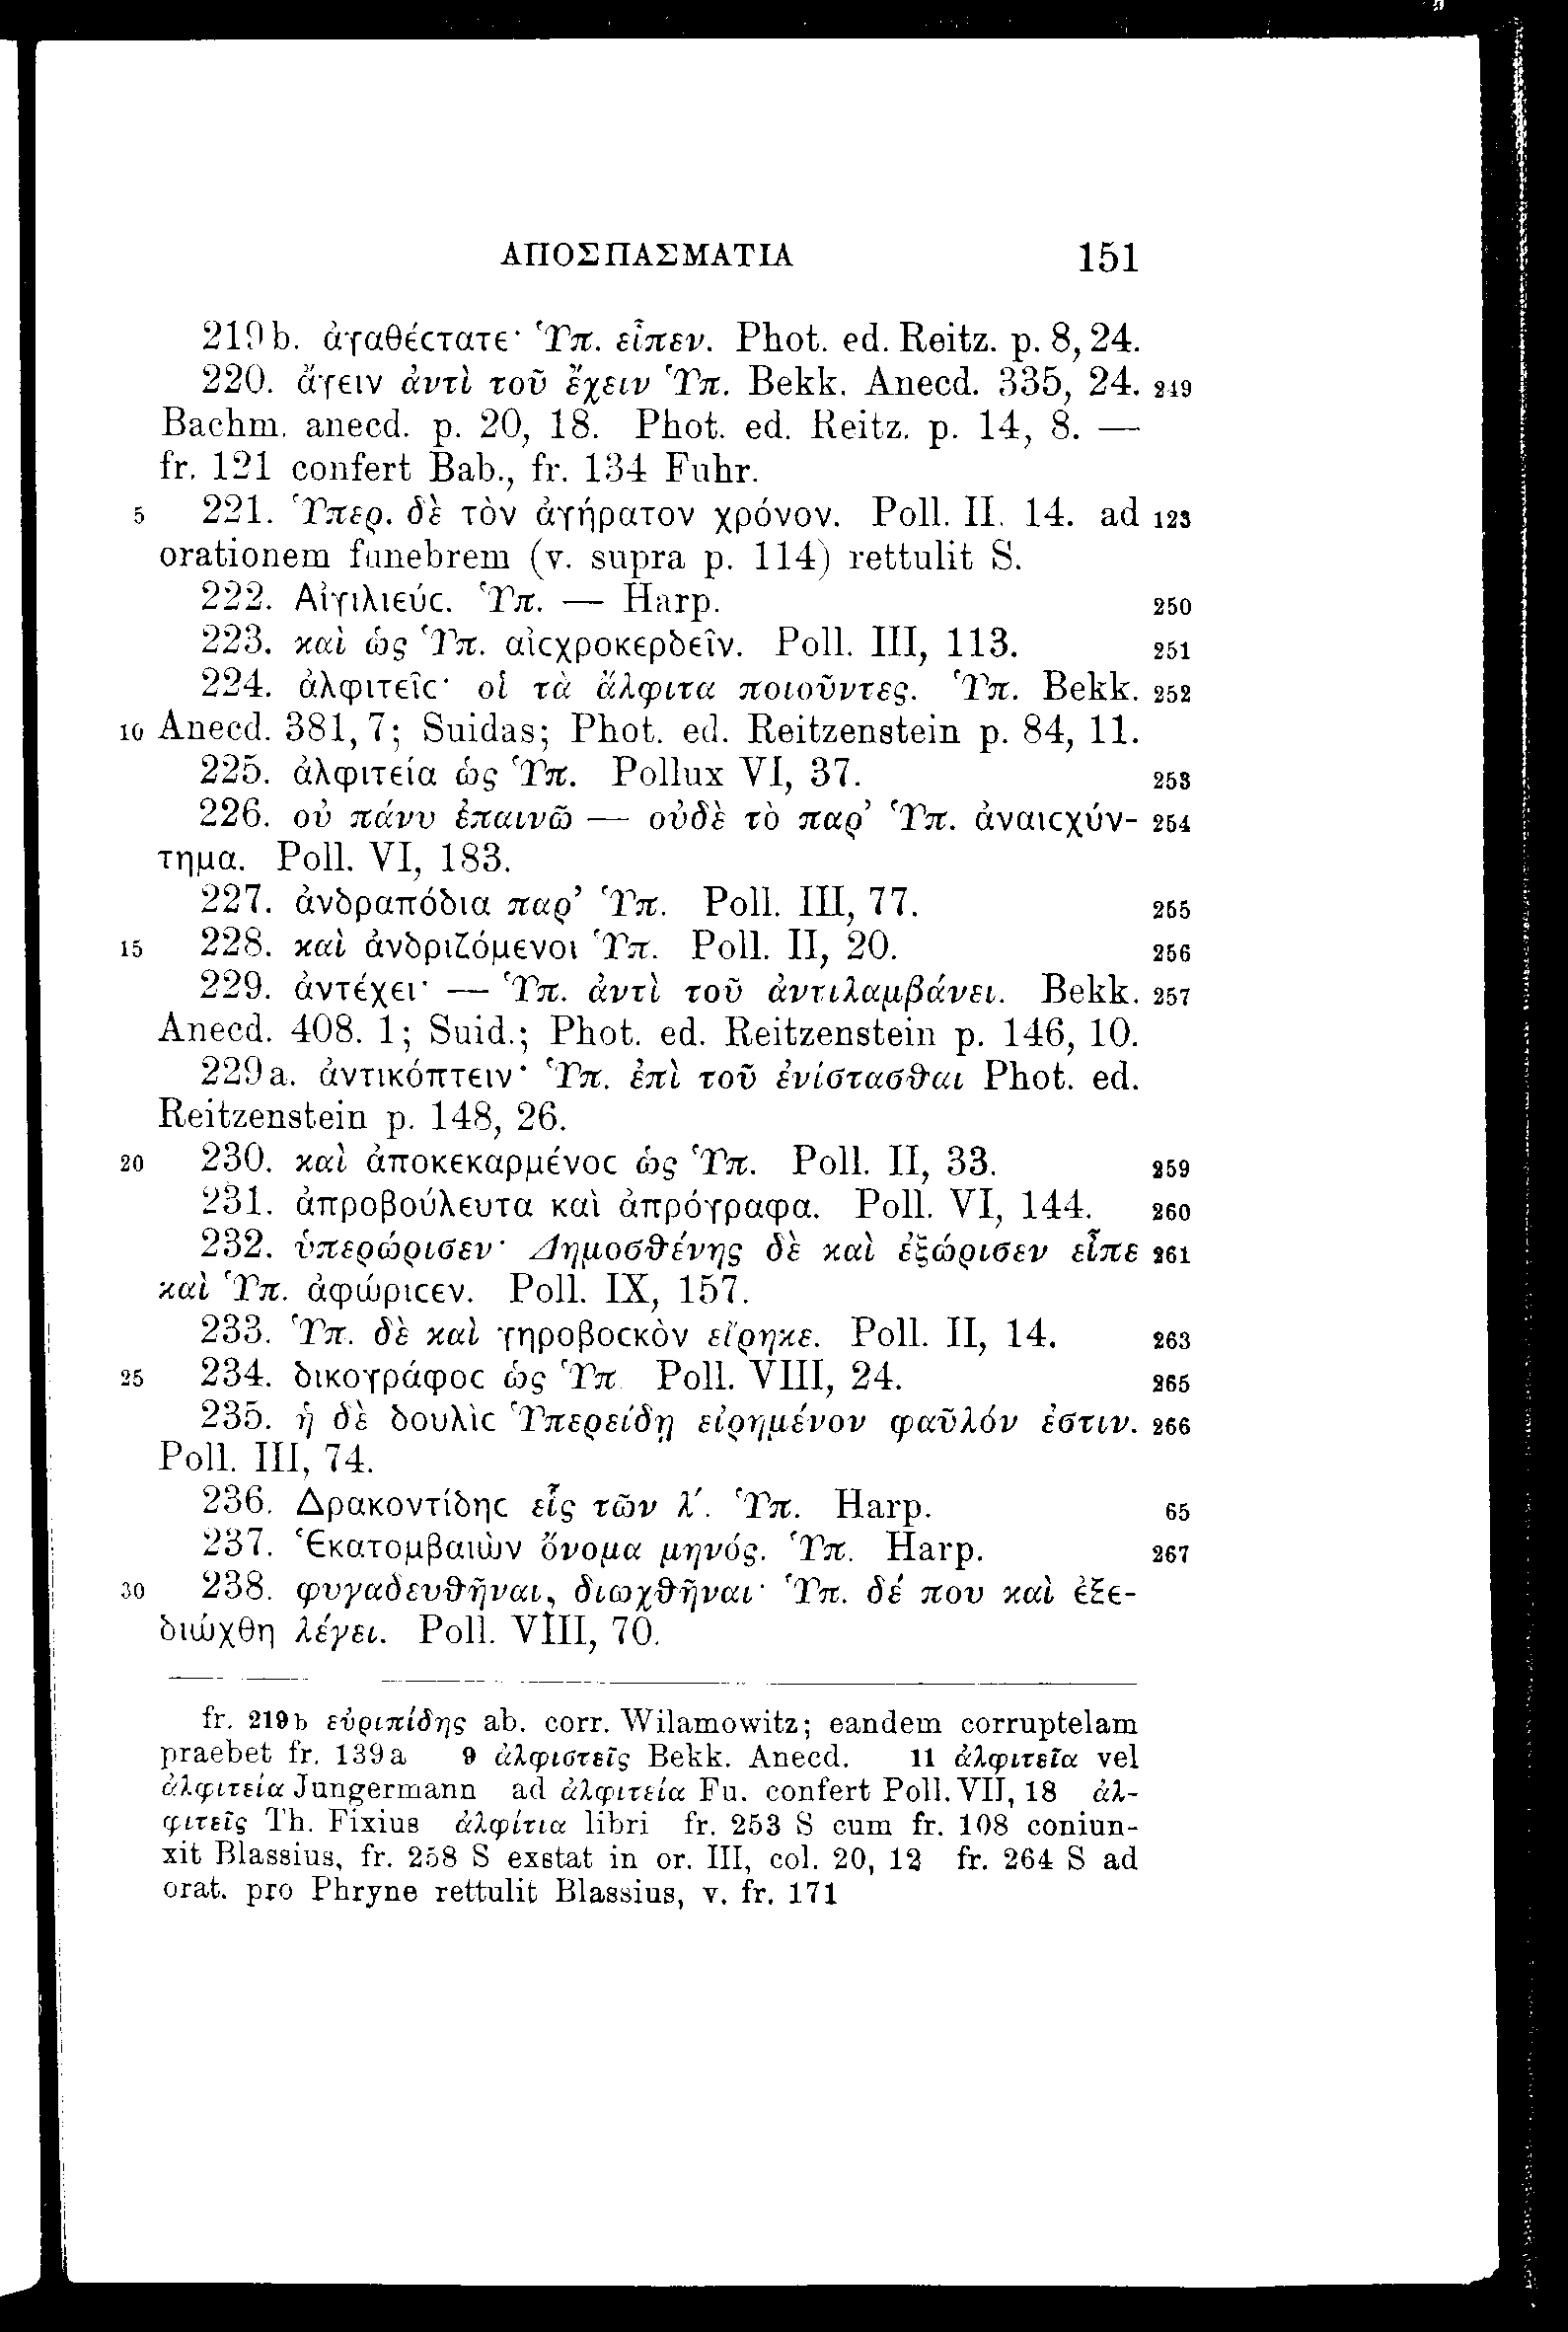 ΑΠΟΣΠΑΣΜΑΤΙΑ 151
219b. ἀγαθέςτατε· Ὑπ. εἶπεν. Phot. ed. Reitz. p. 8, 24.
220. ἄγειν ἀντὶ τοῦ ἔχειν Ὑπ. Bekk. Anecd. 335, 24. 249
Bachm. anecd. p. 20, 18. Phot. ed. Reitz. p. 14, 8. —
fr. 121 confert Bab., fr. 134 Fuhr.
5 221. Ὑπερ. δὲ τὸν ἀγήρατον χρόνον. Poll. II. 14. ad 123
orationem funebrem (v. supra p. 114) rettulit S.
222. Αἰγιλιεύς. Ὑπ. — Harp. 250
223. καὶ ὡς Ὑπ. αἰςχροκερδεῖν. Poll. III, 113. 251
224. ἀλφιτεῖς· οἱ τὰ ἄλφιτα ποιοῦντες. Ὑπ. Bekk. 252
10 Anecd. 381, 7; Suidas; Phot. ed. Reitzenstein p. 84, 11.
225. ἀλφιτεία ὡς Ὑπ. Pollux VI, 37. 253
226. οὐ πάνυ ἐπαινῶ — οὐδὲ τὸ παρ’ Ὑπ. ἀναιςχύν- 254
τημα. Poll. VI, 183.
227. ἀνδραπόδια παρ’ Ὑπ. Poll. III, 77. 255
15 228. καὶ ἀνδριζόμενοι Ὑπ. Poll. II, 20. 256
229. ἀντέχει· — Ὑπ. ἀντὶ τοῦ ἀντιλαμβάνει. Bekk. 257
Anecd. 408. 1; Suid.; Phot. ed. Reitzenstein p. 146, 10.
229a. ἀντικόπτειν· Ὑπ. ἐπὶ τοῦ ἐνίστασθαι Phot. ed.
Reitzenstein p. 148, 26.
20 230. καὶ ἀποκεκαρμένος ὡς Ὑπ. Poll. II, 33. 259
231. ἀπροβούλευτα καὶ ἀπρόγραφα. Poll. VI, 144. 260
232. ὑπερώρισεν· Δημοσθένης δὲ καὶ ἐξώρισεν εἶπε 261
καὶ Ὑπ. ἀφώριςεν. Poll. IX, 157.
233. Ὑπ. δὲ καὶ γηροβοςκὸν εἴρηκε. Poll. II, 14. 263
25 234. δικογράφος ὡς Ὑπ Poll. VIII, 24. 265
235. ἡ δὲ δουλὶς Ὑπερείδῃ εἰρημένον φαῦλόν ἐστιν. 266
Poll. III, 74.
236. Δρακοντίδης εἷς τῶν λ′. Ὑπ. Harp. 65
237. Ἑκατομβαιὼν ὄνομα μηνός. Ὑπ. Harp. 267
30 238. φυγαδευθῆναι, διωχθῆναι· Ὑπ. δέ που καὶ ἐξε-
διώχθη λέγει. Poll. VIII, 70.
fr. 219b εὐριπίδης ab. corr. Wilamowitz; eandem corruptelam
praebet fr. 139a 9 ἀλφιστεῖς Bekk. Anecd. 11 ἀλφιτεῖα vel
ἀλφιτεία Jungermann ad ἀλφιτεία Fu. confert Poll. VII, 18 ἀλ-
φιτεῖς Th. Fixius ἀλφίτια libri fr. 253 S cum fr. 108 coniun-
xit Blassius, fr. 258 S exstat in or. III, col. 20, 12 fr. 264 S ad
orat. pro Phryne rettulit Blassius, v. fr. 171